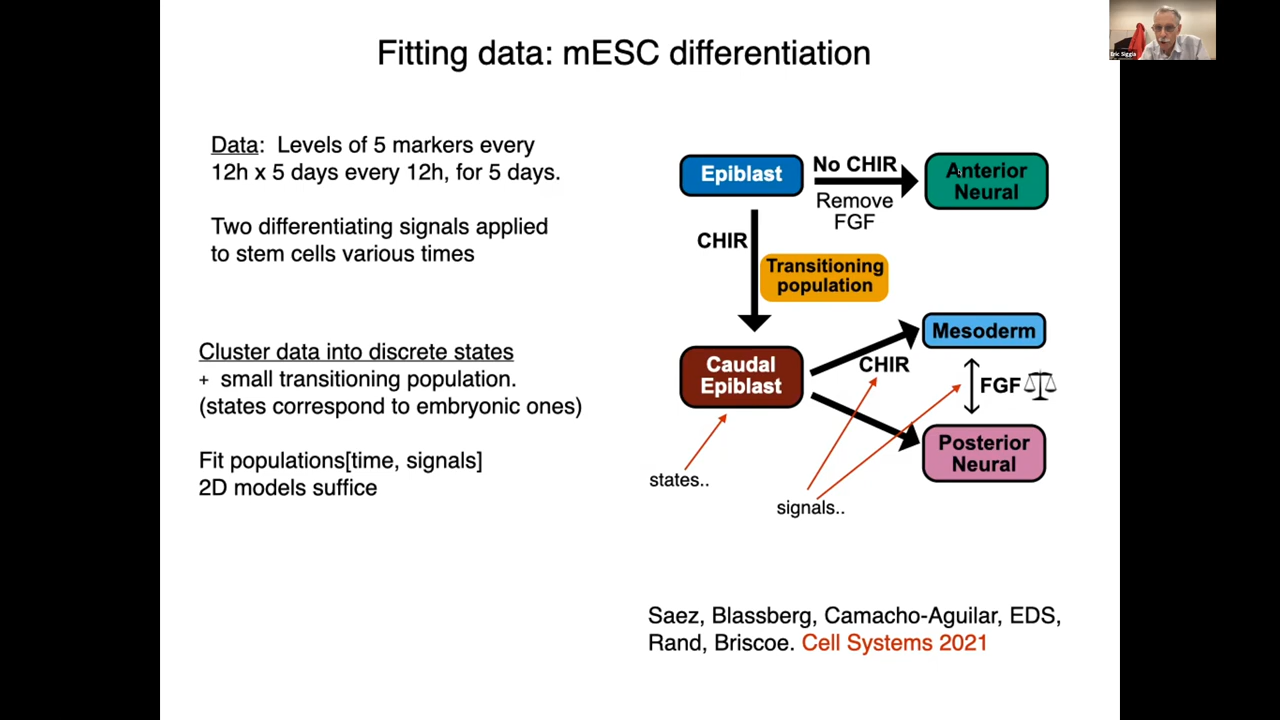 Fitting data: mESC differentiation
Eric Siggia
Data: Levels of 5 markers every
12h x 5 days every 12h, for 5 days.
Two differentiating signals applied
to stem cells various times
Cluster data into discrete states
+ small transitioning population.
(states correspond to embryonic ones)
Fit populations[time, signals]
2D models suffice
Epiblast
No CHIR
Remove
FGF
Anterior
Neural
CHIR
Transitioning
population
Caudal
Epiblast
CHIR
Mesoderm
FGF
Posterior
Neural
states..
signals..
Saez, Blassberg, Camacho-Aguilar, EDS,
Rand, Briscoe. Cell Systems 2021